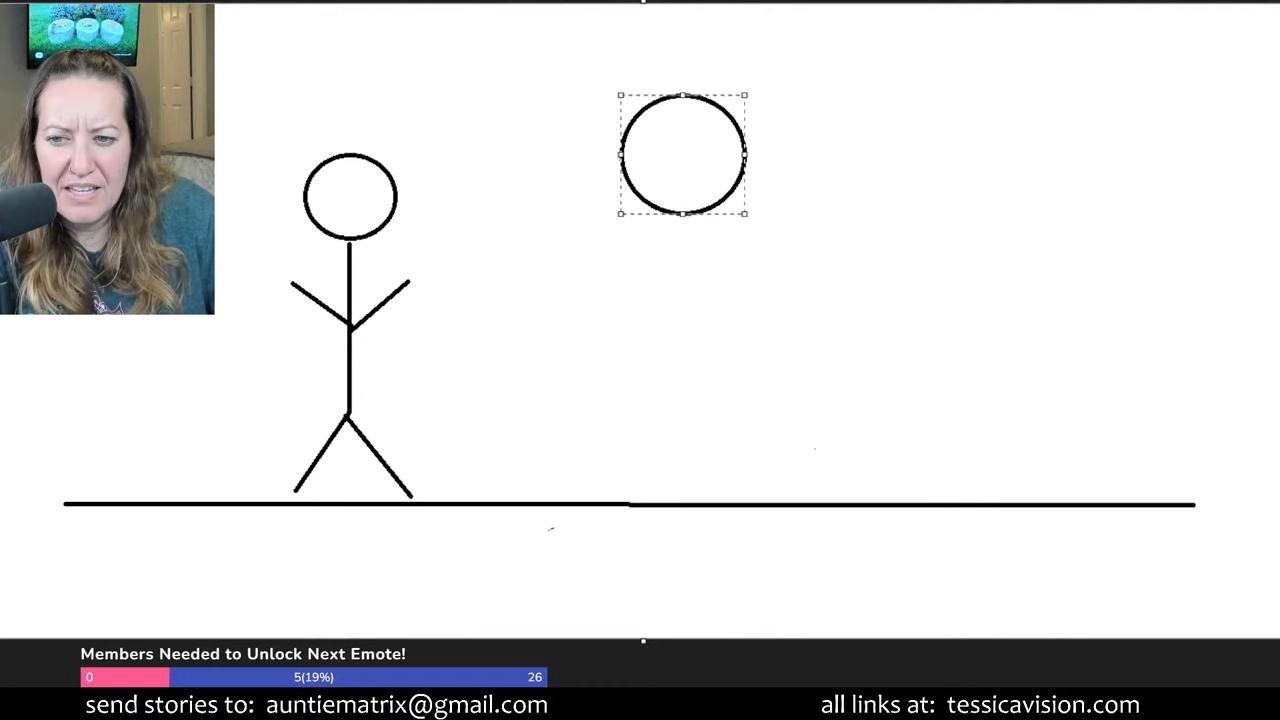 Members Needed to Unlock Next Emote!
0 5(19%) 26
send stories to: auntiematrix@gmail.com
all links at: tessicavision.com